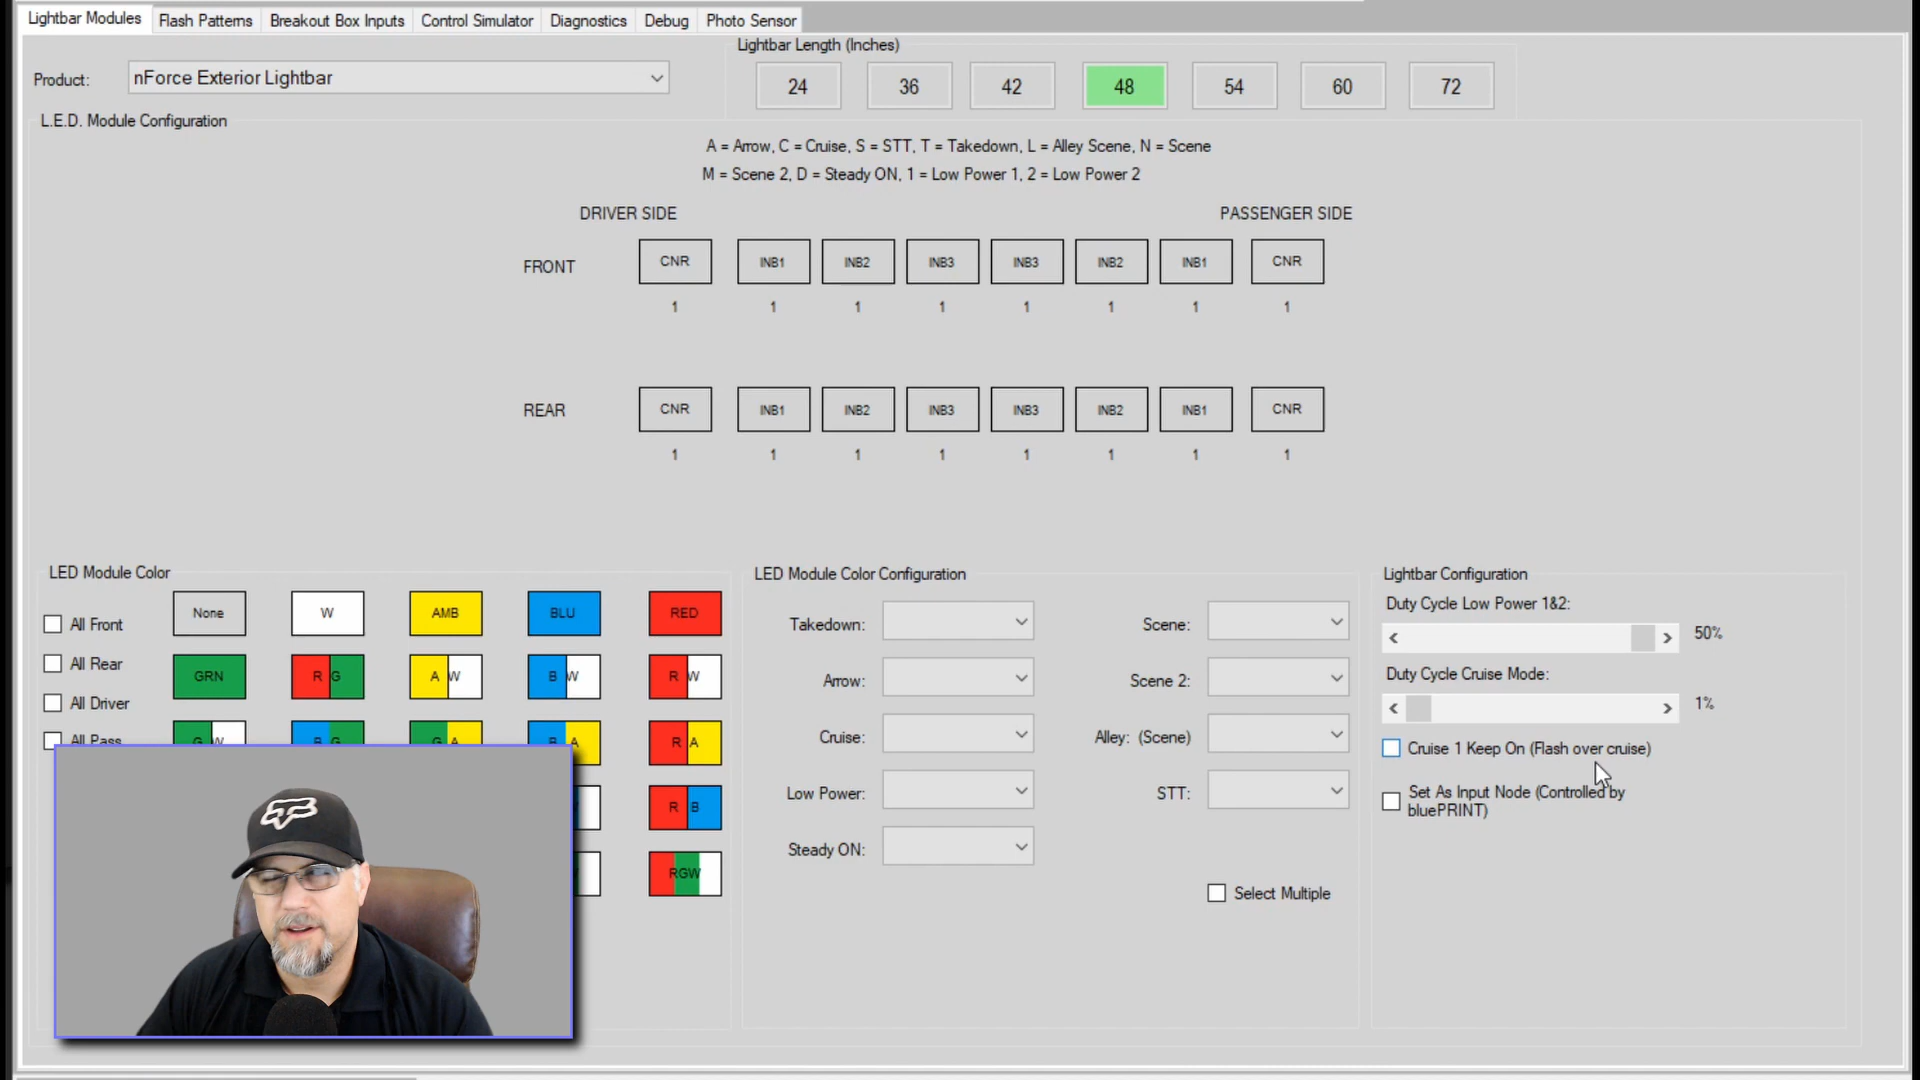 Lightbar Modules Flash Patterns Breakout Box Inputs Control Simulator Diagnostics Debug Photo Sensor
Lightbar Length (Inches)
Product: nForce Exterior Lightbar
24 36 42 48 54 60 72
L.E.D. Module Configuration
A = Arrow, C = Cruise, S = STT, T = Takedown, L = Alley Scene, N = Scene
M = Scene 2, D = Steady ON, 1 = Low Power 1, 2 = Low Power 2
DRIVER SIDE PASSENGER SIDE
FRONT CNR INB1 INB2 INB3 INB3 INB2 INB1 CNR
1 1 1 1 1 1 1 1
REAR CNR INB1 INB2 INB3 INB3 INB2 INB1 CNR
1 1 1 1 1 1 1 1
LED Module Color
All Front None W AMB BLU RED
All Rear GRN R G A W B W R W
All Driver
All Pass G W B G G A B A R A
R B
RGW
LED Module Color Configuration
Takedown: Scene:
Arrow: Scene 2:
Cruise: Alley: (Scene)
Low Power: STT:
Steady ON:
Select Multiple
Lightbar Configuration
Duty Cycle Low Power 1&2:
< > 50%
Duty Cycle Cruise Mode:
< > 1%
Cruise 1 Keep On (Flash over cruise)
Set As Input Node (Controlled by
bluePRINT)